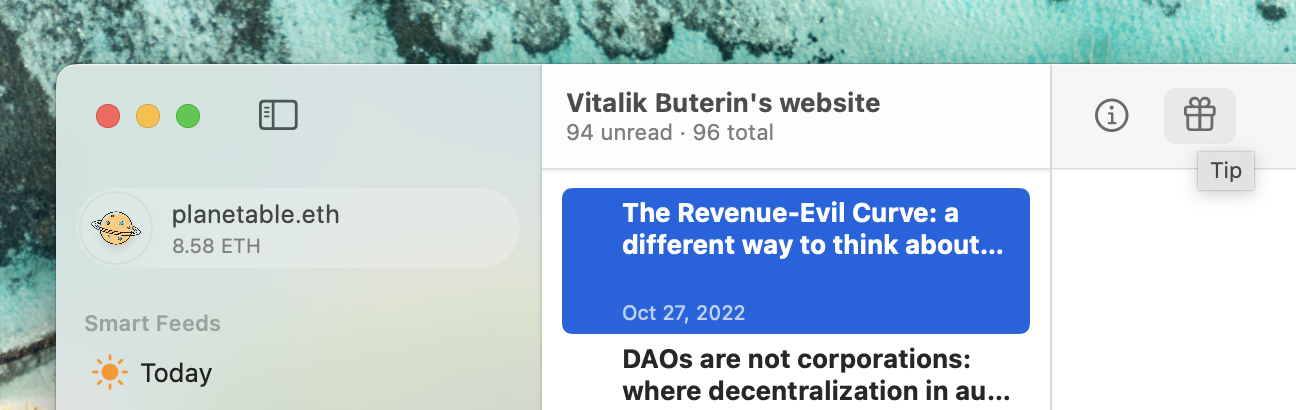 planetable.eth
8.58 ETH
Smart Feeds
Today
Vitalik Buterin's website
94 unread · 96 total
The Revenue-Evil Curve: a
different way to think about...
Oct 27, 2022
DAOs are not corporations:
where decentralization in au...
Tip